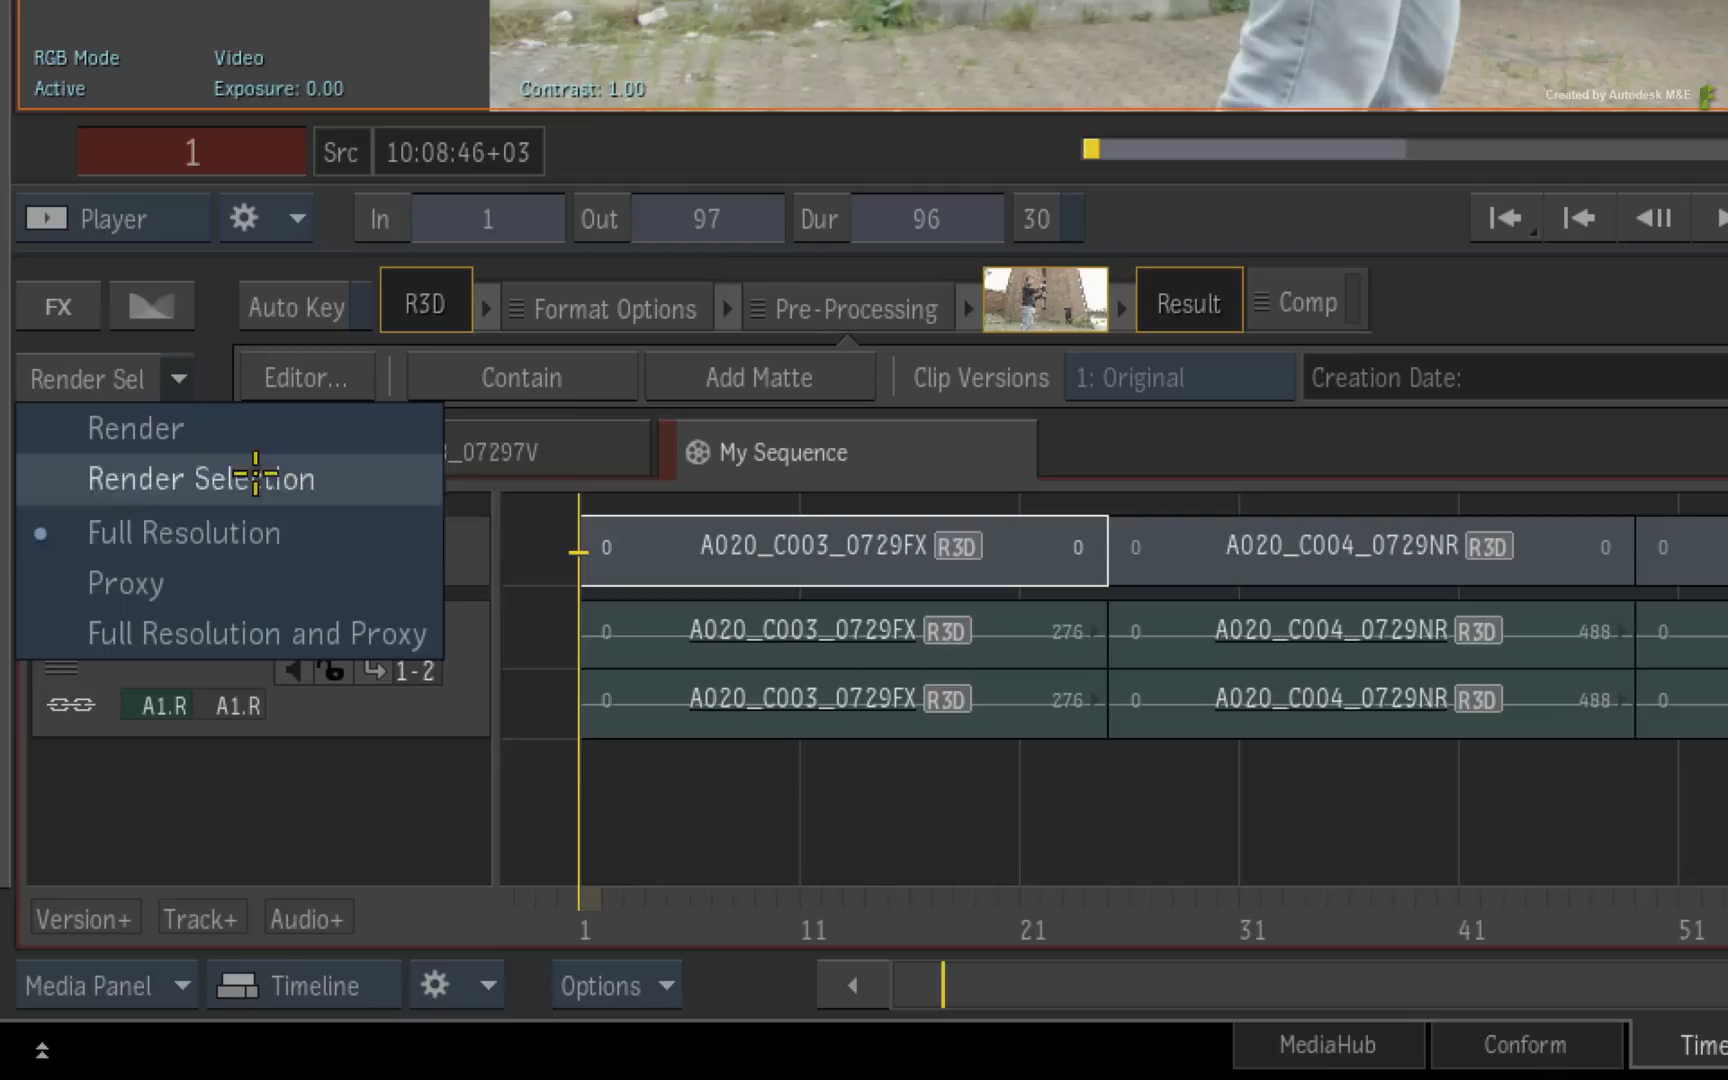 RGB Mode Video
Active Exposure: 0.00 Contrast: 1.00
Created by Autodesk M&E
1 Src 10:08:46+03
Player In 1 Out 97 Dur 96 30
FX Auto Key R3D Format Options Pre-Processing Result Comp
Render Sel Editor... Contain Add Matte Clip Versions 1: Original Creation Date:
Render
_07297V My Sequence
Render Selection
Full Resolution
0 A020_C003_0729FX R3D 0 0 A020_C004_0729NR R3D 0 0
Proxy
Full Resolution and Proxy
0 A020_C003_0729FX R3D 276 0 A020_C004_0729NR R3D 488 0
1-2
A1.R A1.R
0 A020_C003_0729FX R3D 276 0 A020_C004_0729NR R3D 488 0
Version+ Track+ Audio+
1 11 21 31 41 51
Media Panel Timeline Options
MediaHub Conform Time